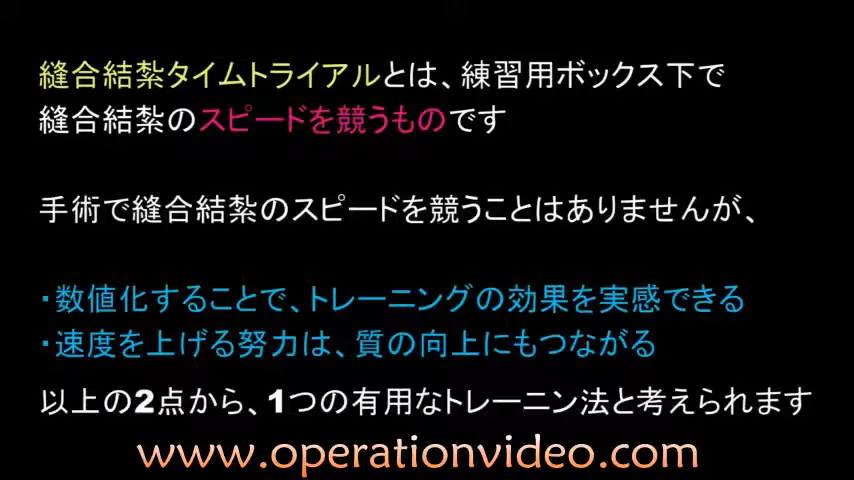 縫合結紮タイムトライアルとは、練習用ボックス下で
縫合結紮のスピードを競うものです
手術で縫合結紮のスピードを競うことはありませんが、
・数値化することで、トレーニングの効果を実感できる
・速度を上げる努力は、質の向上にもつながる
以上の2点から、1つの有用なトレーニン法と考えられます
www.operationvideo.com